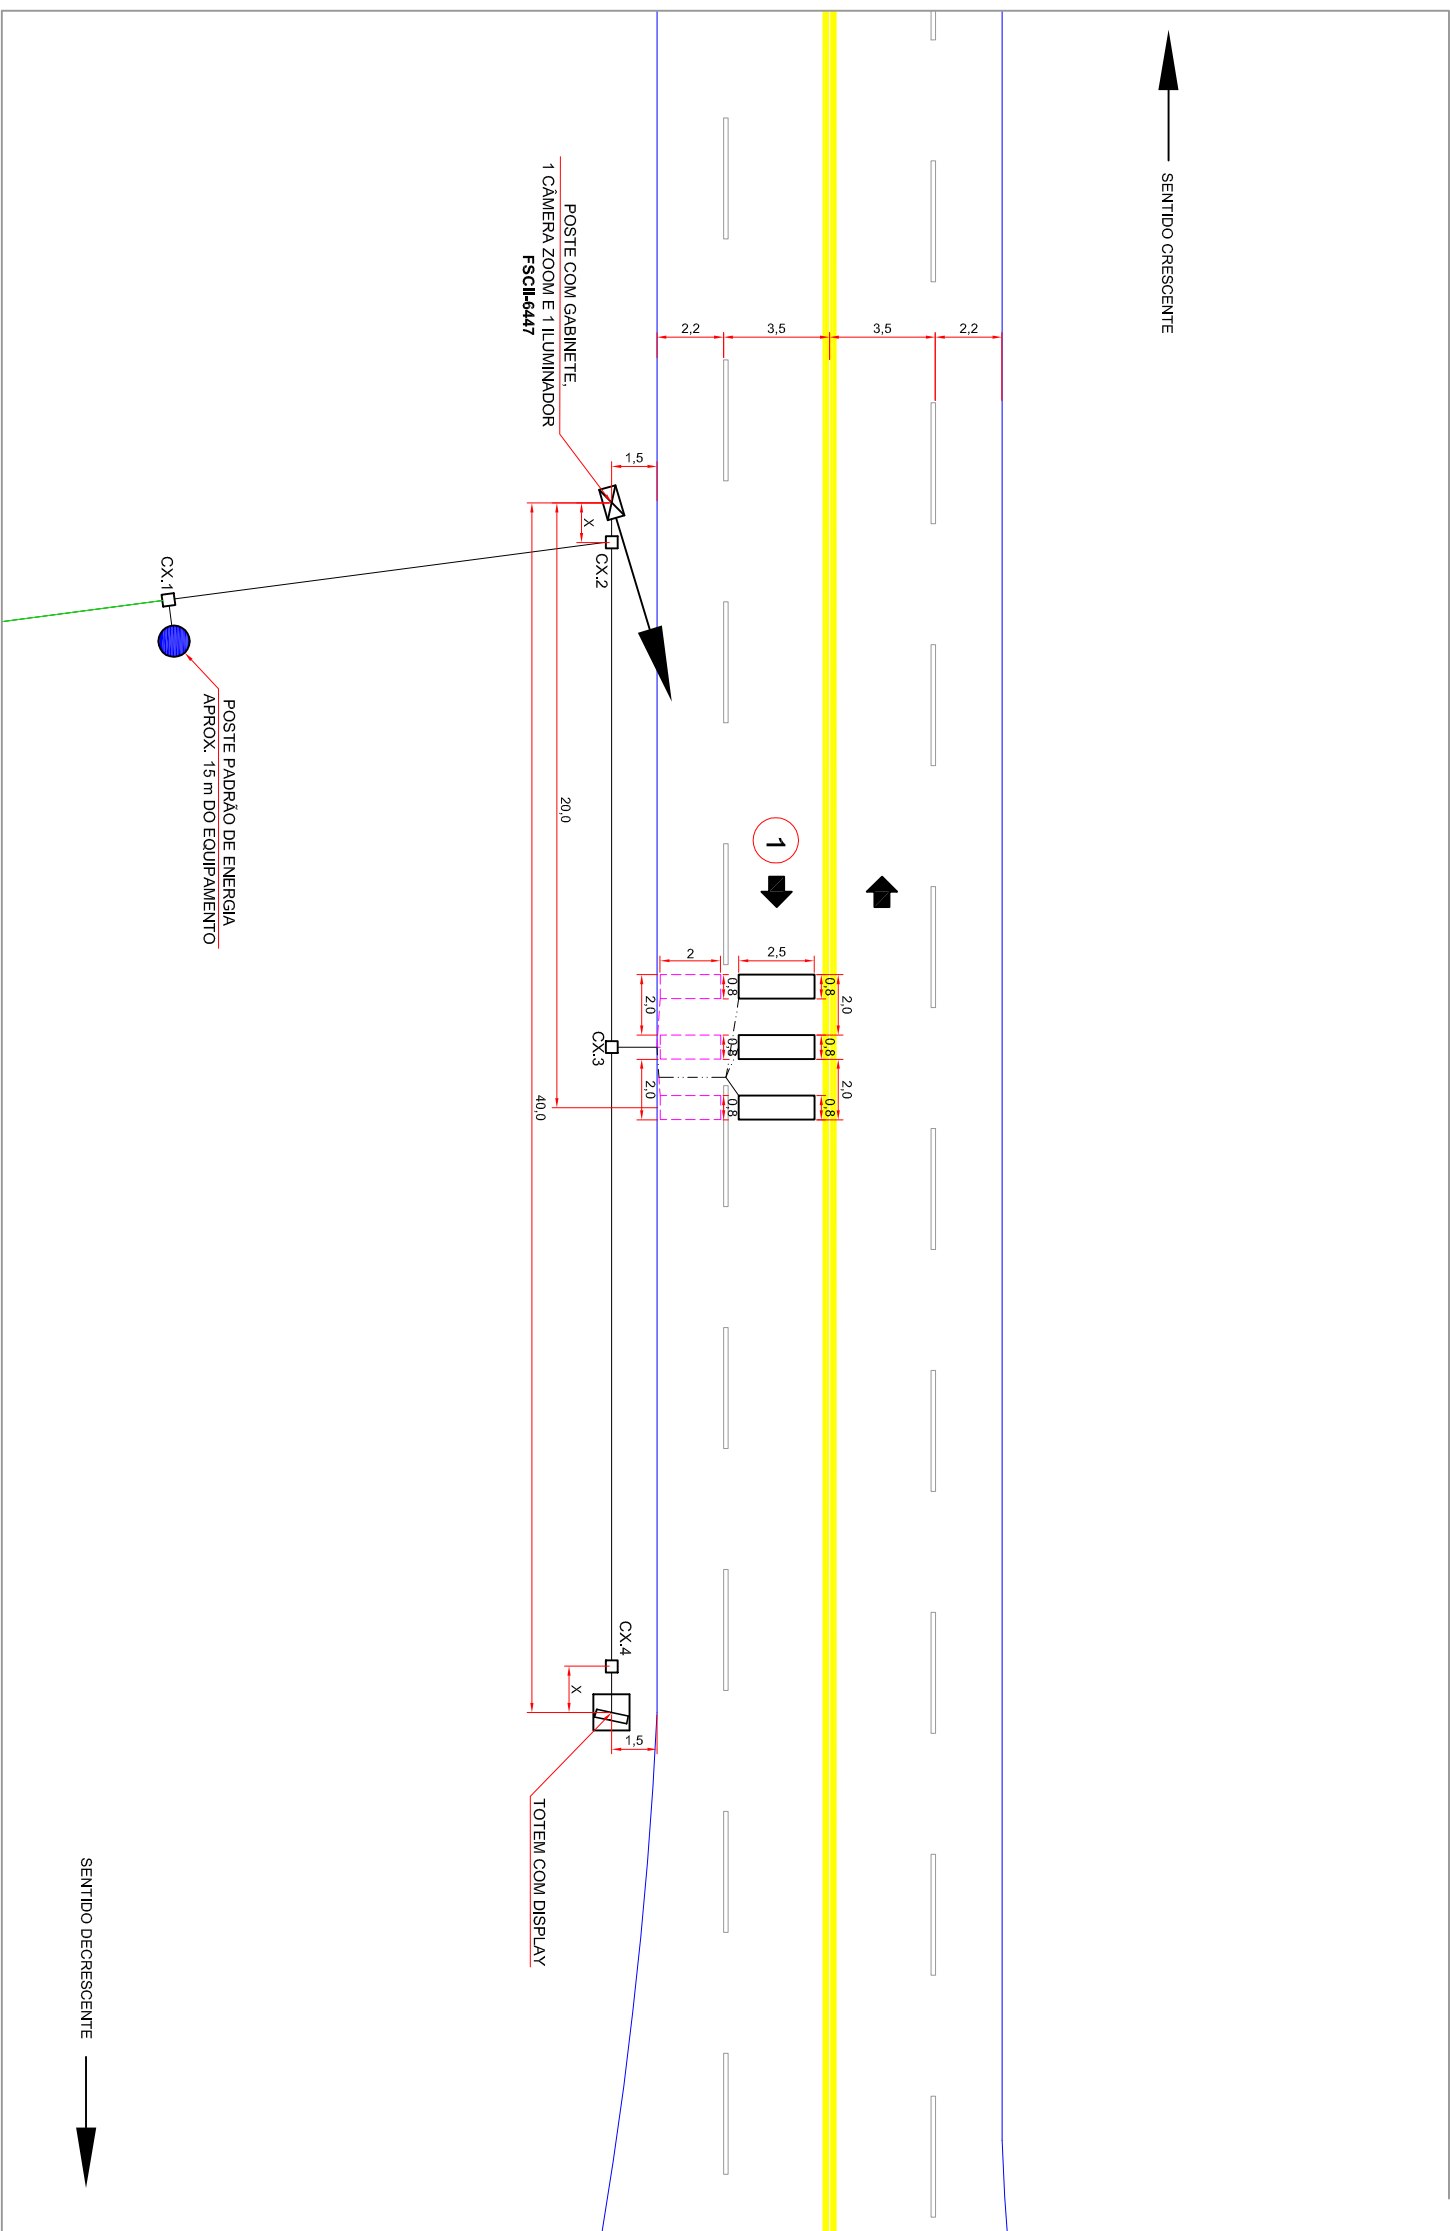 SENTIDO CRESCENTE
2,2
3,5
3,5
2,2
POSTE COM GABINETE,
1 CÂMERA ZOOM E 1 ILUMINADOR
FSCII-6447
1,5
X
CX.2
CX.1
POSTE PADRÃO DE ENERGIA
APROX. 15 m DO EQUIPAMENTO
20,0
40,0
1
2
2,5
0,8
0,8
2,0
2,0
0,8
0,8
CX.3
2,0
2,0
0,8
0,8
CX.4
X
1,5
TOTEM COM DISPLAY
SENTIDO DECRESCENTE